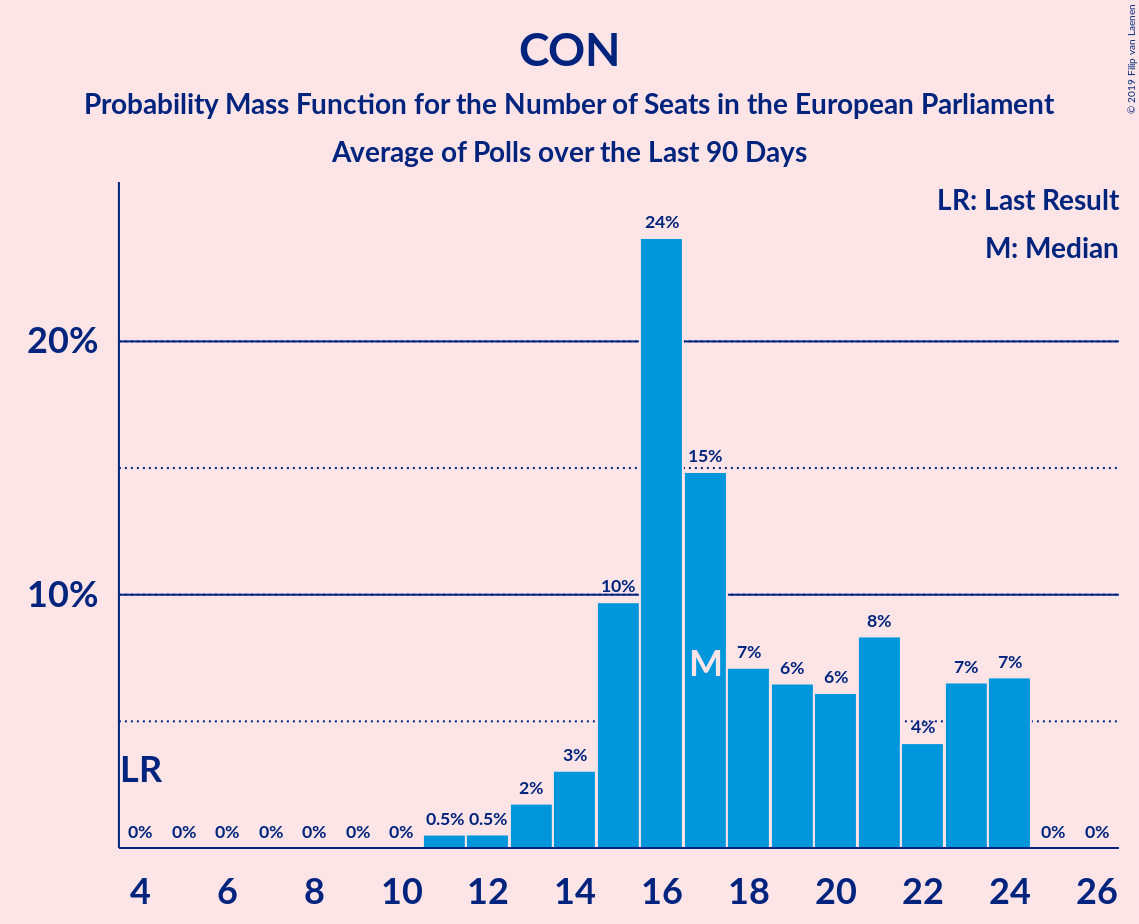 CON
Probability Mass Function for the Number of Seats in the European Parliament
Average of Polls over the Last 90 Days
© 2019 Filip van Laenen
LR: Last Result
M: Median
20%
10%
24%
15%
10%
M
7%
6%
6%
8%
4%
7%
7%
3%
2%
LR
0% 0% 0% 0% 0% 0% 0% 0.5% 0.5% 0% 0%
4 6 8 10 12 14 16 18 20 22 24 26